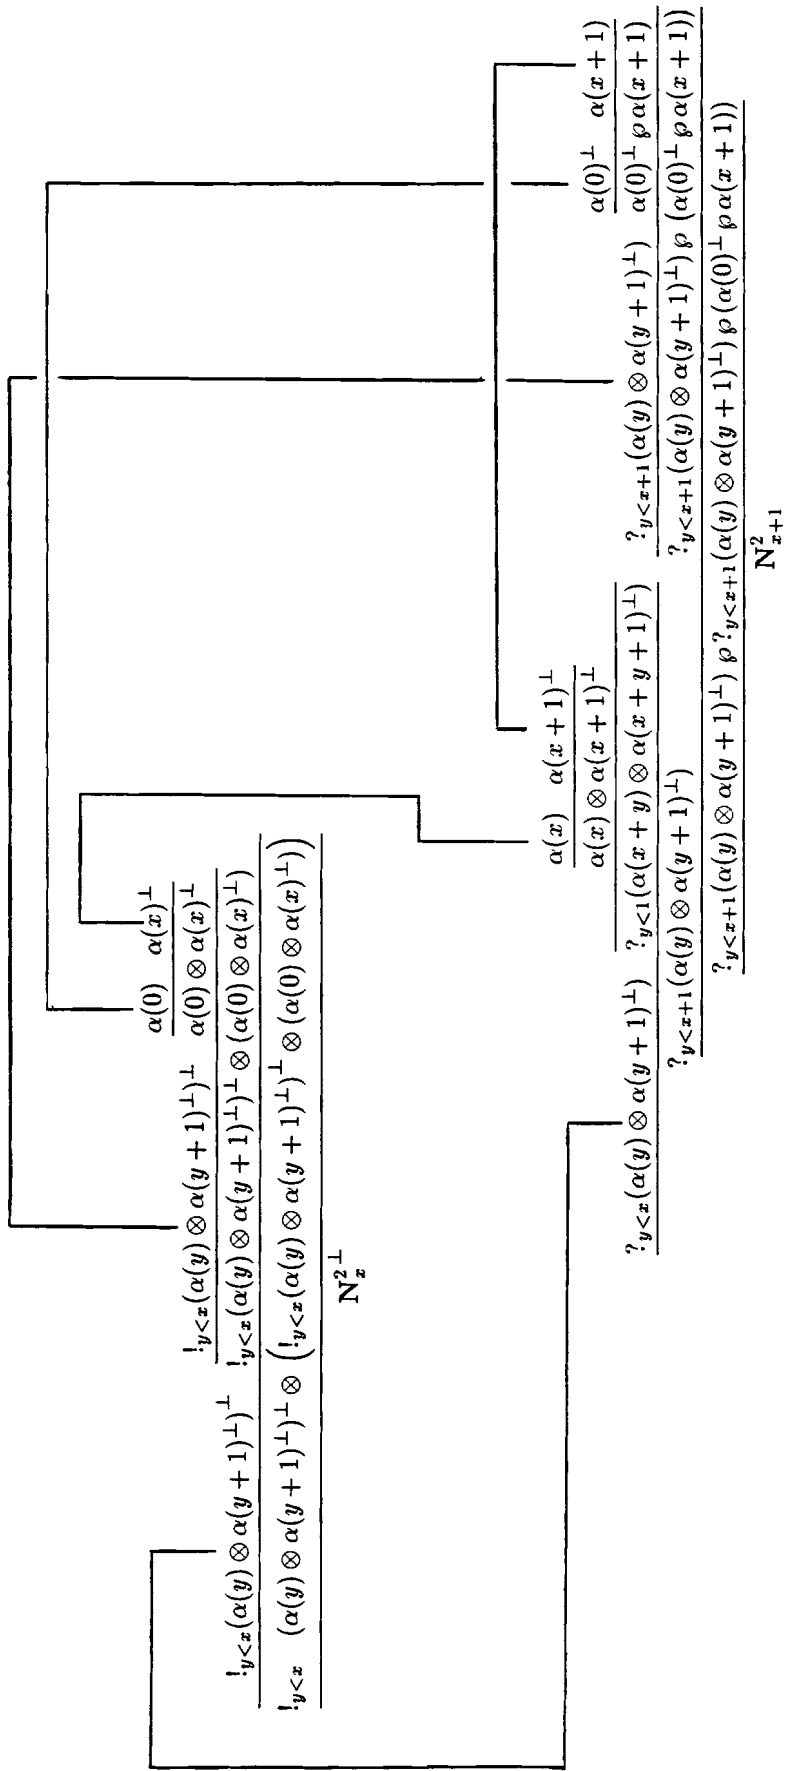 α(0) α(x)^⊥
!_{y<x}(α(y) ⊗ α(y + 1)^⊥)^⊥ α(0) ⊗ α(x)^⊥
!_{y<x}(α(y) ⊗ α(y + 1)^⊥)^⊥ !_{y<x}(α(y) ⊗ α(y + 1)^⊥)^⊥ ⊗ (α(0) ⊗ α(x)^⊥)
!_{y<x} (α(y) ⊗ α(y + 1)^⊥)^⊥ ⊗ (!_{y<x}(α(y) ⊗ α(y + 1)^⊥)^⊥ ⊗ (α(0) ⊗ α(x)^⊥))
N_x^2^⊥
α(x) α(x + 1)^⊥
α(x) ⊗ α(x + 1)^⊥ α(0)^⊥ α(x + 1)
?_{y<x}(α(y) ⊗ α(y + 1)^⊥) ?_{y<1}(α(x + y) ⊗ α(x + y + 1)^⊥) ?_{y<x+1}(α(y) ⊗ α(y + 1)^⊥) α(0)^⊥ ℘ α(x + 1)
?_{y<x+1}(α(y) ⊗ α(y + 1)^⊥) ?_{y<x+1}(α(y) ⊗ α(y + 1)^⊥) ℘ (α(0)^⊥ ℘ α(x + 1))
?_{y<x+1}(α(y) ⊗ α(y + 1)^⊥) ℘ ?_{y<x+1}(α(y) ⊗ α(y + 1)^⊥) ℘ (α(0)^⊥ ℘ α(x + 1))
N_{x+1}^2